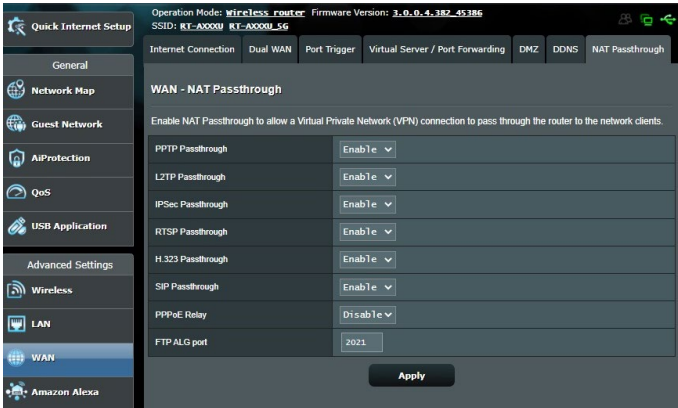 Quick Internet Setup
General
Network Map
Guest Network
AiProtection
QoS
USB Application
Advanced Settings
Wireless
LAN
WAN
Amazon Alexa
Operation Mode: Wireless router Firmware Version: 3.0.0.4.382_45386
SSID: RT-AXXXU RT-AXXXU_5G
Internet Connection Dual WAN Port Trigger Virtual Server / Port Forwarding DMZ DDNS NAT Passthrough
WAN - NAT Passthrough
Enable NAT Passthrough to allow a Virtual Private Network (VPN) connection to pass through the router to the network clients.
PPTP Passthrough Enable
L2TP Passthrough Enable
IPSec Passthrough Enable
RTSP Passthrough Enable
H.323 Passthrough Enable
SIP Passthrough Enable
PPPoE Relay Disable
FTP ALG port 2021
Apply